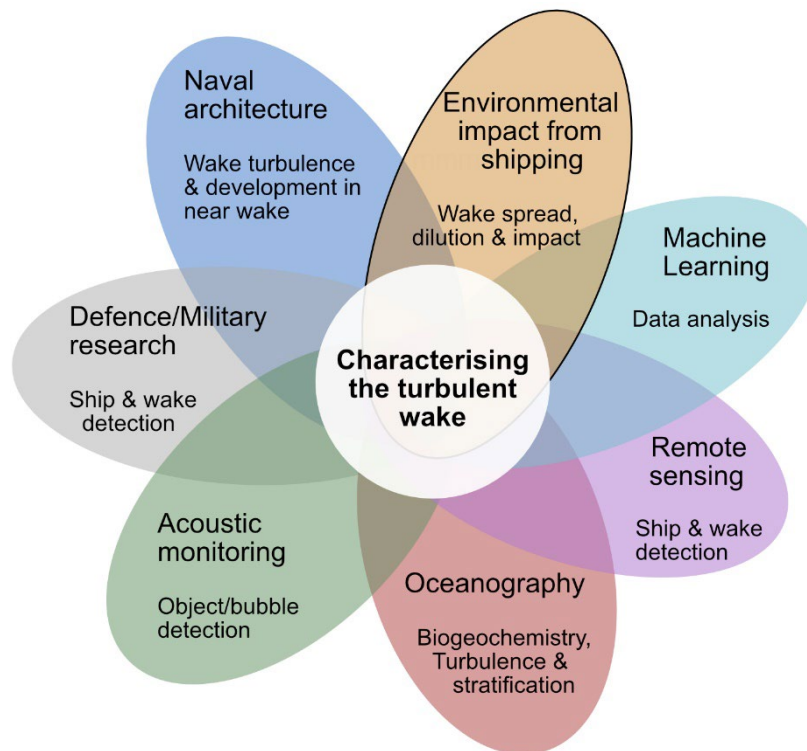 Naval
architecture
Wake turbulence
& development in
near wake
Environmental
impact from
shipping
Wake spread,
dilution & impact
Machine
Learning
Data analysis
Remote
sensing
Ship & wake
detection
Oceanography
Biogeochemistry,
Turbulence &
stratification
Acoustic
monitoring
Object/bubble
detection
Defence/Military
research
Ship & wake
detection
Characterising
the turbulent
wake